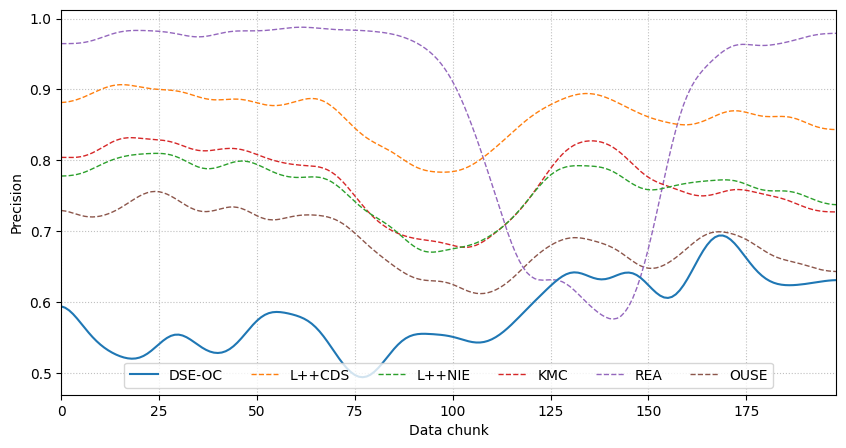 Precision
1.0
0.9
0.8
0.7
0.6
0.5
DSE-OC L++CDS L++NIE KMC REA OUSE
0 25 50 75 100 125 150 175
Data chunk